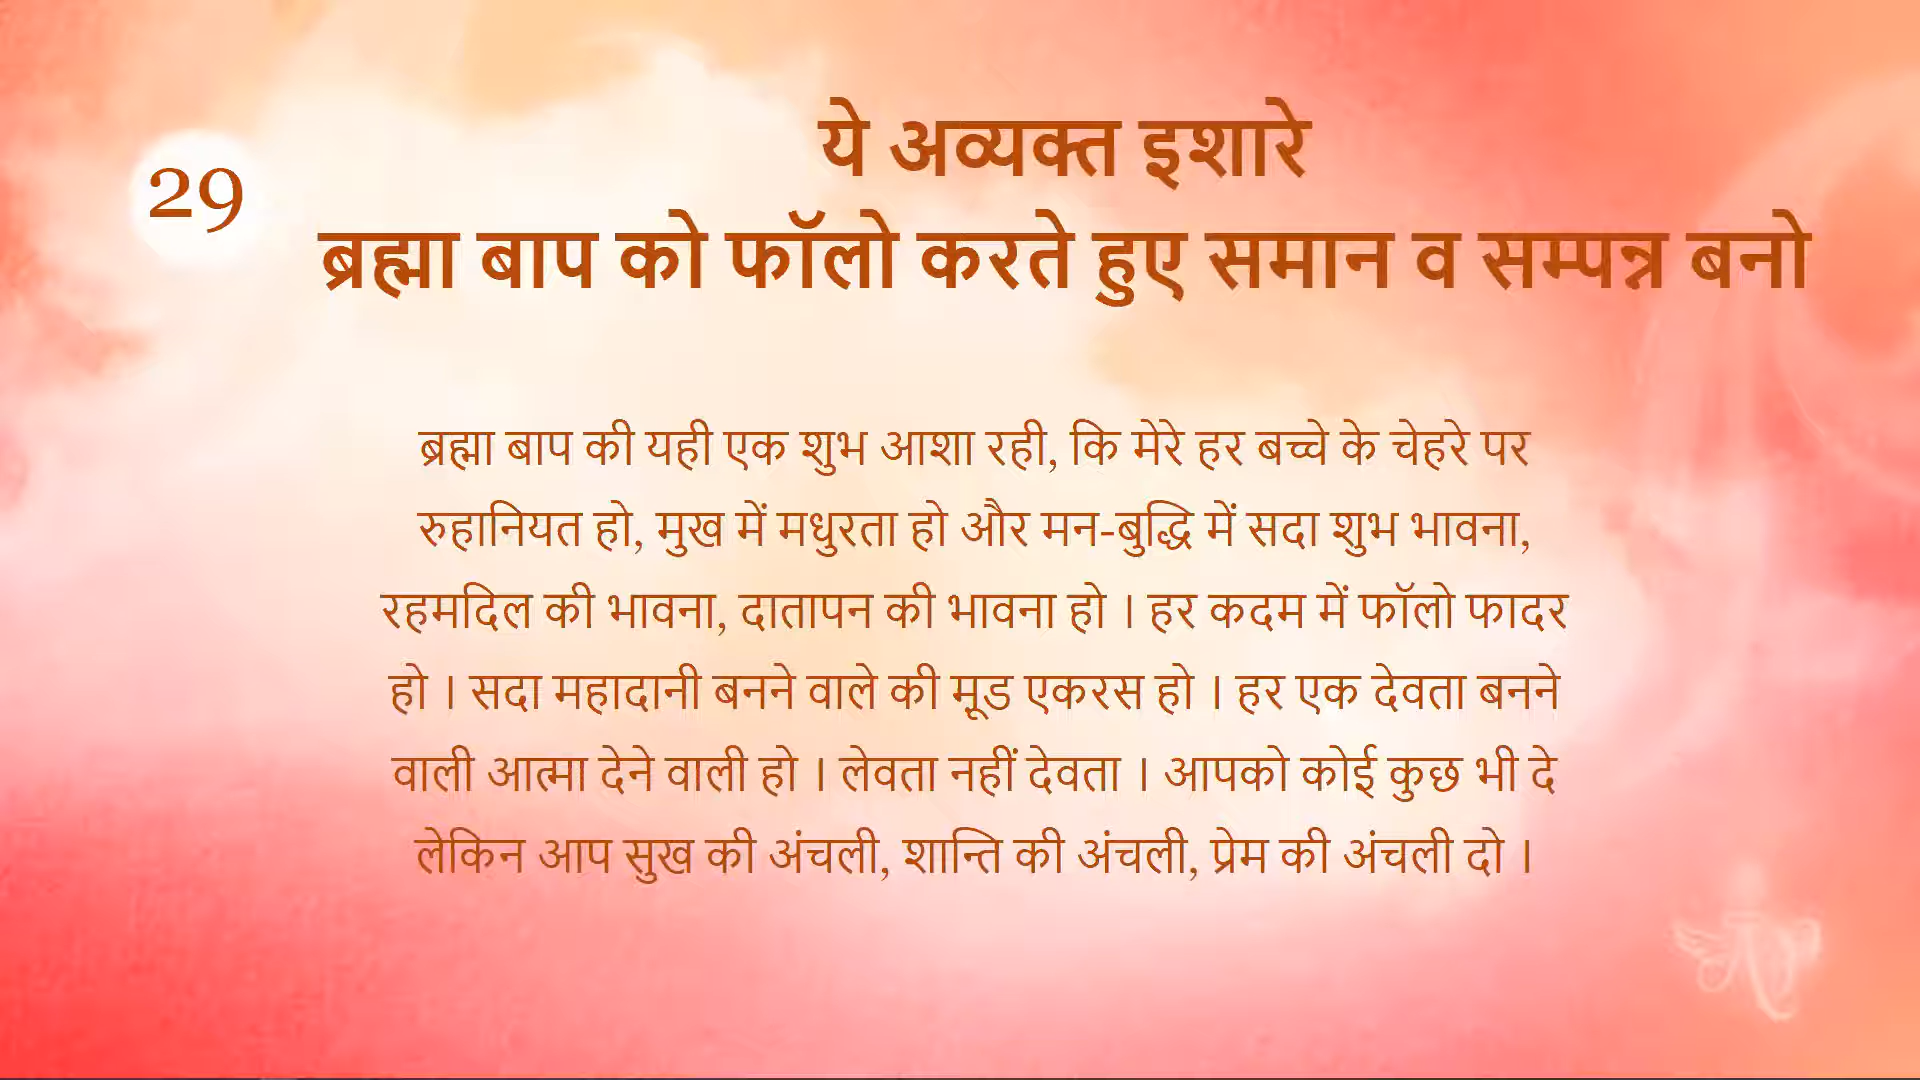 29
ये अव्यक्त इशारे
ब्रह्मा बाप को फॉलो करते हुए समान व सम्पन्न बनो
ब्रह्मा बाप की यही एक शुभ आशा रही, कि मेरे हर बच्चे के चेहरे पर
रुहानियत हो, मुख में मधुरता हो और मन-बुद्धि में सदा शुभ भावना,
रहमदिल की भावना, दातापन की भावना हो । हर कदम में फॉलो फादर
हो । सदा महादानी बनने वाले की मूड एकरस हो । हर एक देवता बनने
वाली आत्मा देने वाली हो । लेवता नहीं देवता । आपको कोई कुछ भी दे
लेकिन आप सुख की अंचली, शान्ति की अंचली, प्रेम की अंचली दो ।